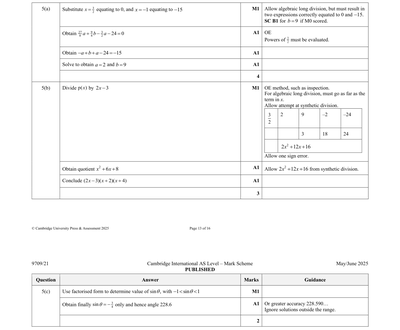 5(a) Substitute x = 3/2 equating to 0, and x = −1 equating to −15 M1 Allow algebraic long division, but must result in
two expressions correctly equated to 0 and −15.
SC B1 for b = 9 if M0 scored.
A1 OE
Powers of 3/2 must be evaluated.
Obtain −a + b + a − 24 = −15 A1
Solve to obtain a = 2 and b = 9 A1
4
5(b) Divide p(x) by 2x − 3 M1 OE method, such as inspection.
For algebraic long division, must go as far as the
term in x.
Allow attempt at synthetic division.
3/2 2 9 −2 −24
3 18 24
2x² + 12x + 16
Allow one sign error.
Obtain quotient x² + 6x + 8 A1 Allow 2x² + 12x + 16 from synthetic division.
Conclude (2x − 3)(x + 2)(x + 4) A1
3
© Cambridge University Press & Assessment 2025 Page 13 of 16
9709/21 Cambridge International AS Level – Mark Scheme May/June 2025
PUBLISHED
Question Answer Marks Guidance
5(c) Use factorised form to determine value of sin θ, with −1 < sin θ < 1 M1
Obtain finally sin θ = −3/4 only and hence angle 228.6 A1 Or greater accuracy 228.590…
Ignore solutions outside the range.
2